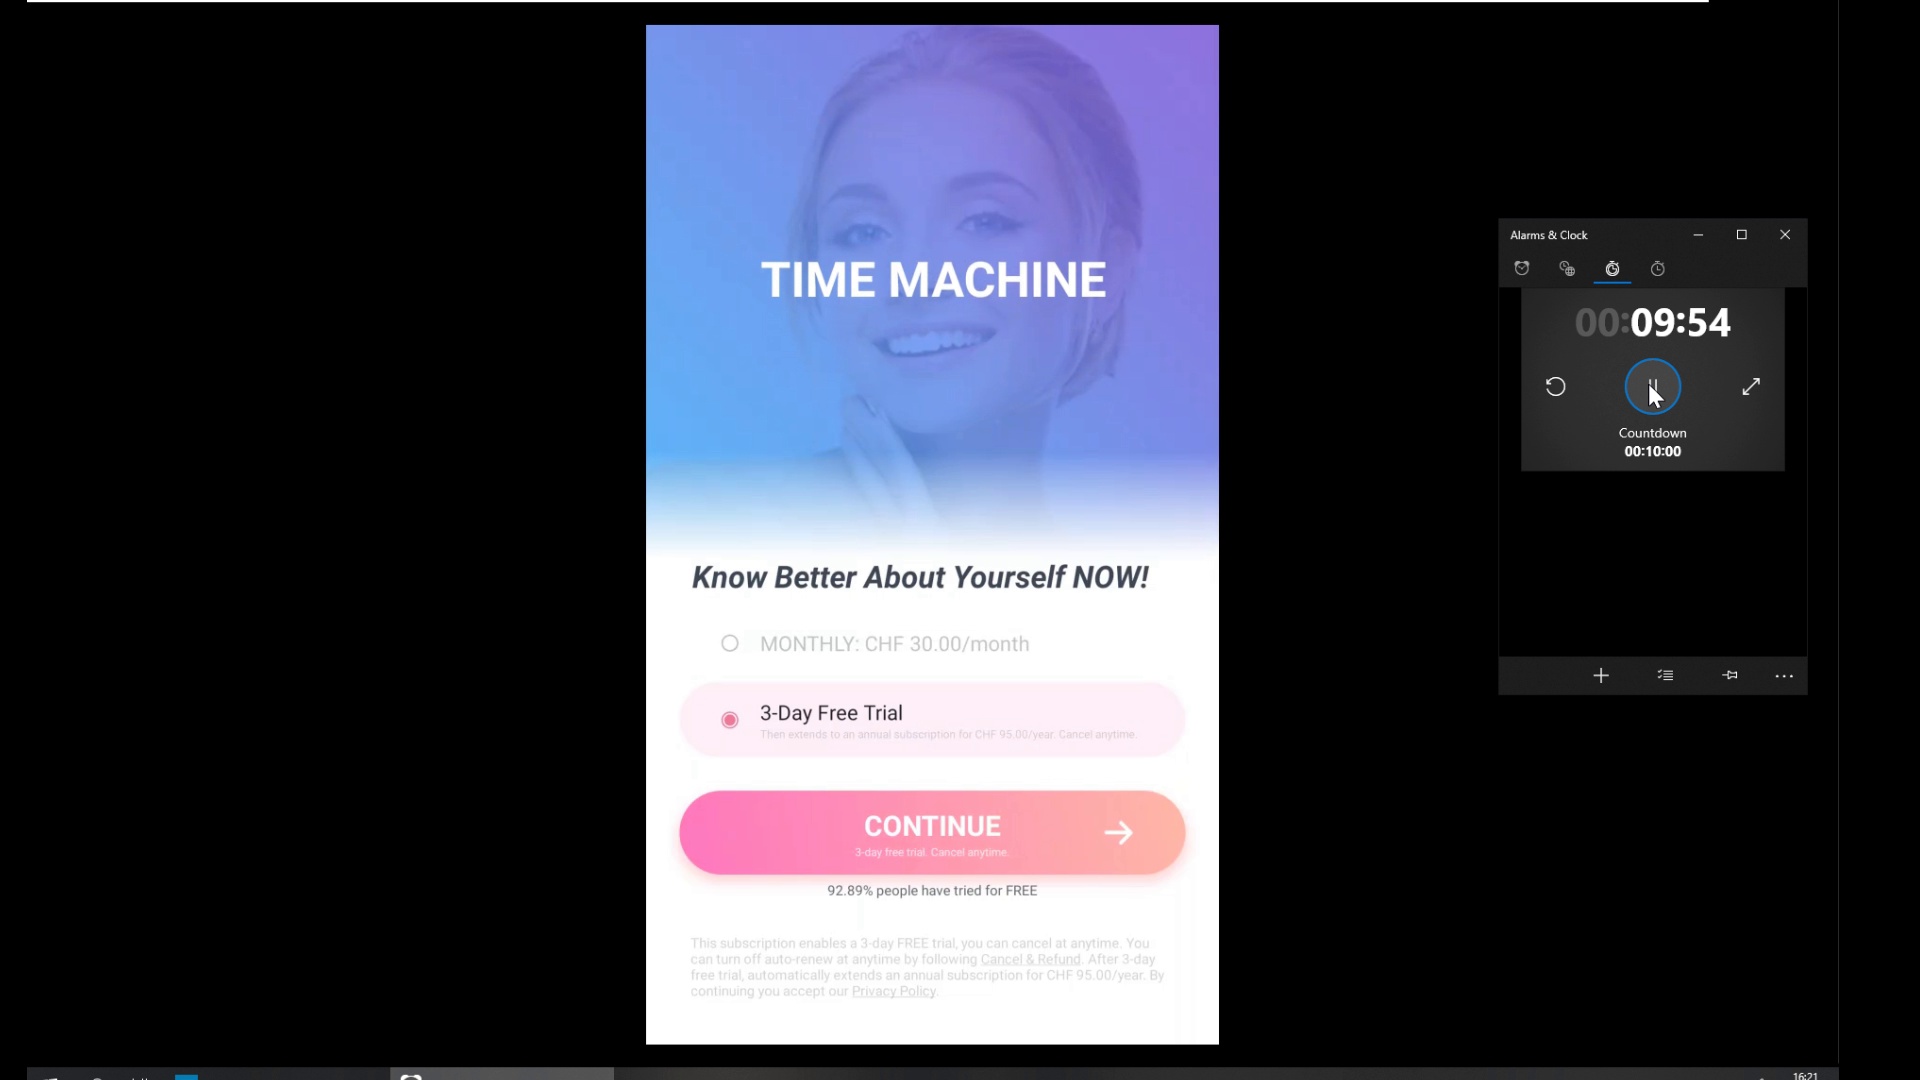 TIME MACHINE
Know Better About Yourself NOW!
MONTHLY: CHF 30.00/month
3-Day Free Trial
Then extends to an annual subscription for CHF 95.00/year. Cancel anytime.
CONTINUE
3-day free trial. Cancel anytime.
92.89% people have tried for FREE
This subscription enables a 3-day FREE trial, you can cancel at anytime. You
can turn off auto-renew at anytime by following Cancel & Refund. After 3-day
free trial, automatically extends an annual subscription for CHF 95.00/year. By
continuing you accept our Privacy Policy.
Alarms & Clock
00:09:54
Countdown
00:10:00
16:21